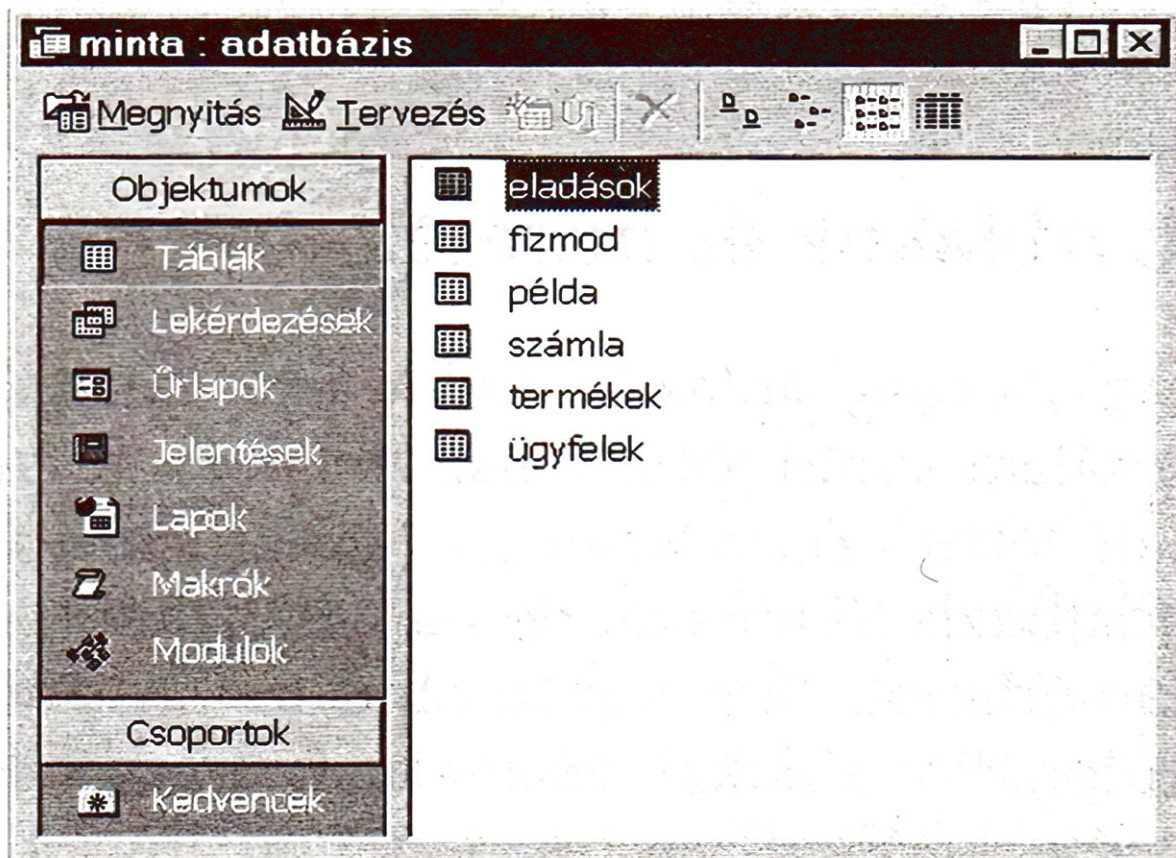 minta : adatbázis
Megnyitás Tervezés Új
Objektumok
Táblák
Lekérdezések
Űrlapok
Jelentések
Lapok
Makrók
Modulok
Csoportok
Kedvencek
eladások
fizmod
példa
számla
termékek
ügyfelek